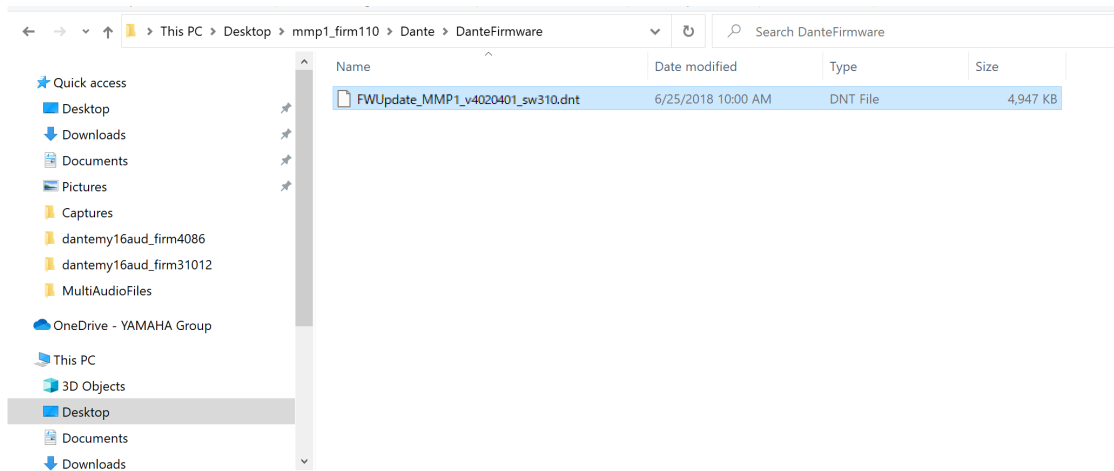 This PC > Desktop > mmp1_firm110 > Dante > DanteFirmware
Search DanteFirmware
Quick access
Desktop
Downloads
Documents
Pictures
Captures
dantemy16aud_firm4086
dantemy16aud_firm31012
MultiAudioFiles
OneDrive - YAMAHA Group
This PC
3D Objects
Desktop
Documents
Downloads
Name Date modified Type Size
FWUpdate_MMP1_v4020401_sw310.dnt 6/25/2018 10:00 AM DNT File 4,947 KB